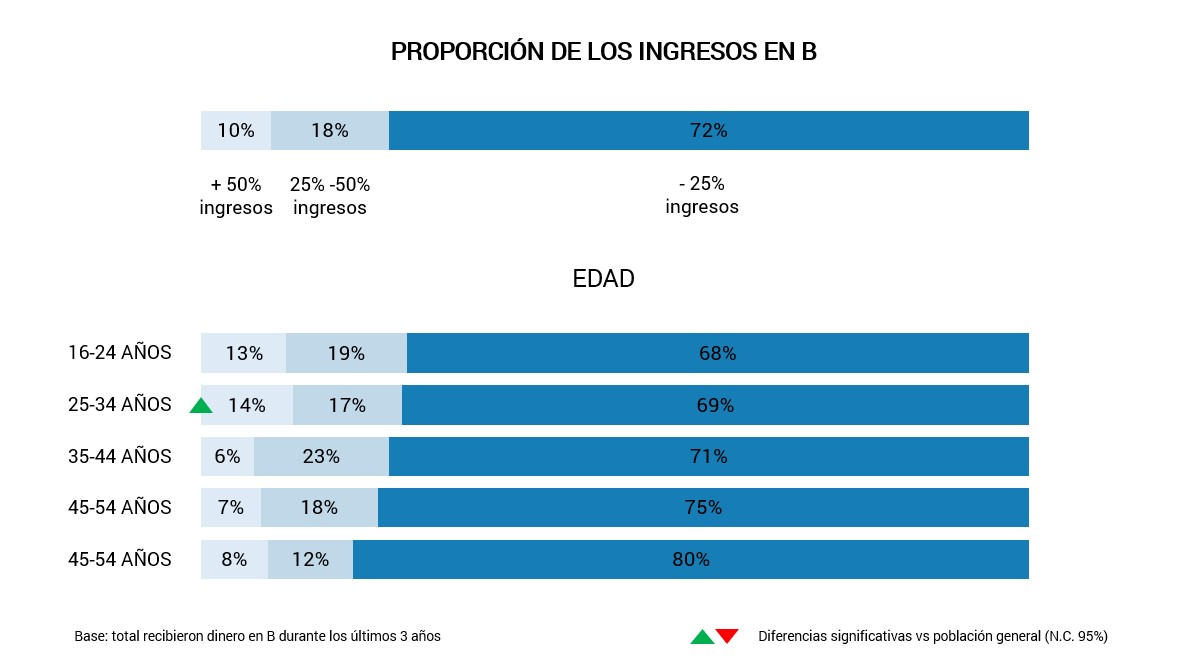 PROPORCIÓN DE LOS INGRESOS EN B
10% 18% 72%
+ 50% 25% -50% - 25%
ingresos ingresos ingresos
EDAD
16-24 AÑOS 13% 19% 68%
25-34 AÑOS 14% 17% 69%
35-44 AÑOS 6% 23% 71%
45-54 AÑOS 7% 18% 75%
45-54 AÑOS 8% 12% 80%
Base: total recibieron dinero en B durante los últimos 3 años Diferencias significativas vs población general (N.C. 95%)